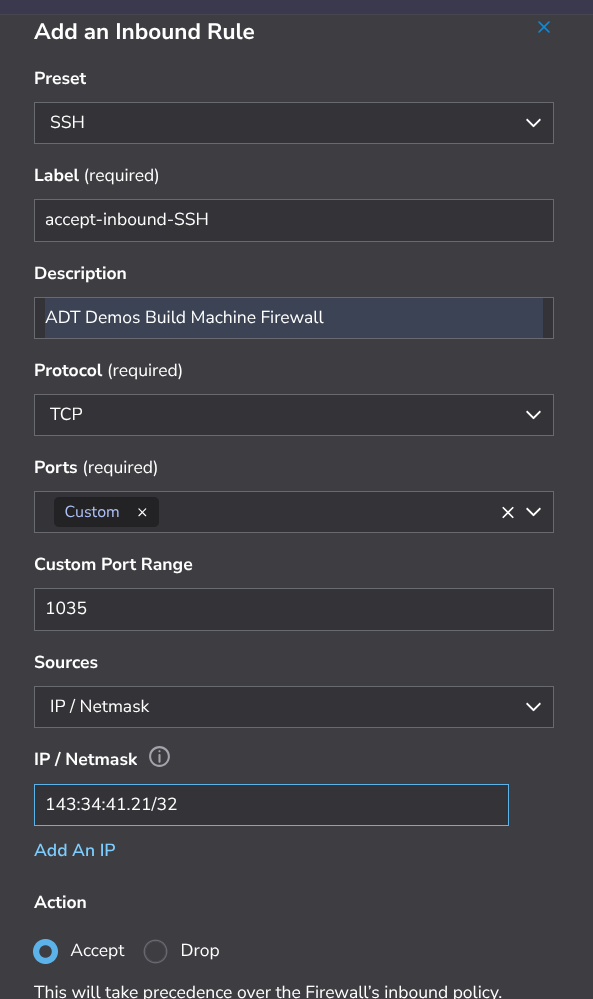 Add an Inbound Rule
Preset
SSH
Label (required)
accept-inbound-SSH
Description
ADT Demos Build Machine Firewall
Protocol (required)
TCP
Ports (required)
Custom
Custom Port Range
1035
Sources
IP / Netmask
IP / Netmask
143:34:41.21/32
Add An IP
Action
Accept Drop
This will take precedence over the Firewall's inbound policy.